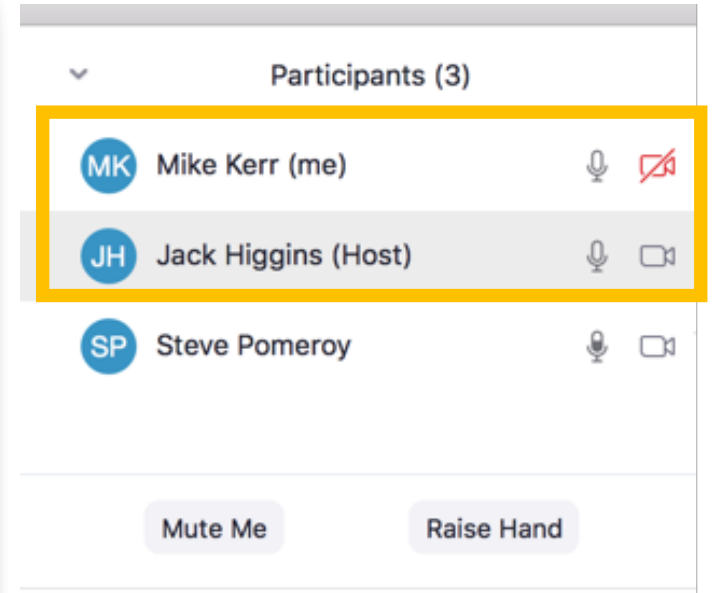 Participants (3)
MK Mike Kerr (me)
JH Jack Higgins (Host)
SP Steve Pomeroy
Mute Me Raise Hand